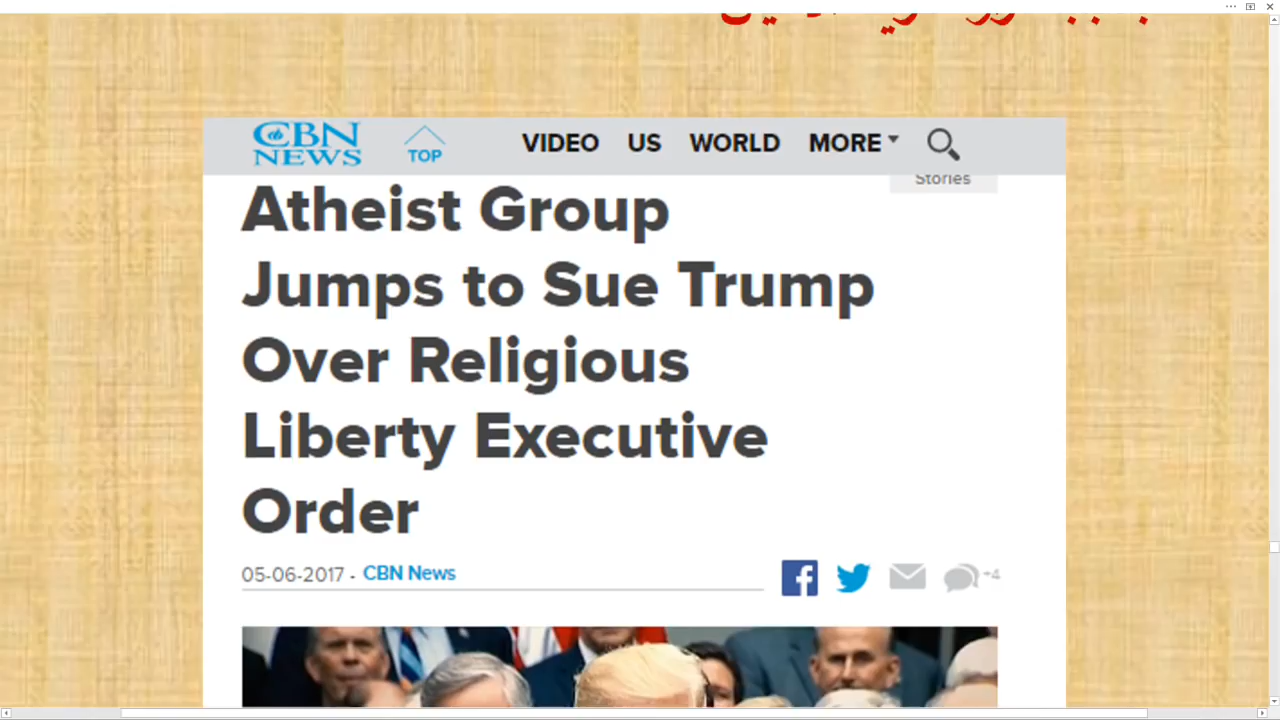 CBN NEWS
TOP
VIDEO US WORLD MORE
Stories
Atheist Group
Jumps to Sue Trump
Over Religious
Liberty Executive
Order
05-06-2017 - CBN News
+4